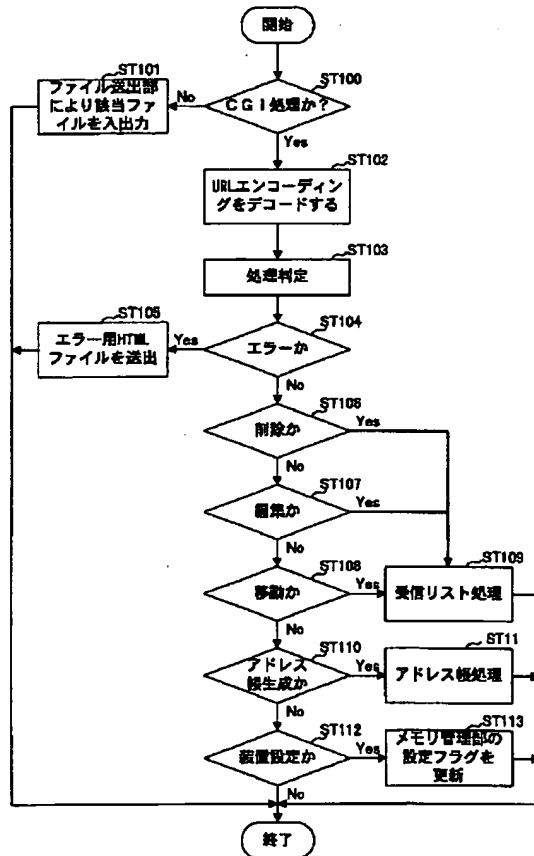 開始
ST101
ST100
ファイル送出部
により該当ファ
イルを入出力
No
CGI処理か?
Yes
ST102
URLエンコーディン
グをデコードする
ST103
処理判定
ST105
ST104
エラー用HTML
ファイルを送出
Yes
エラーか
No
ST106
削除か
Yes
No
ST107
編集か
Yes
No
ST108
ST109
移動か
Yes
受信リスト処理
No
ST110
ST11
アドレス
帳生成か
Yes
アドレス帳処理
No
ST112
ST113
装置設定か
Yes
メモリ管理部の
設定フラグを
更新
No
終了